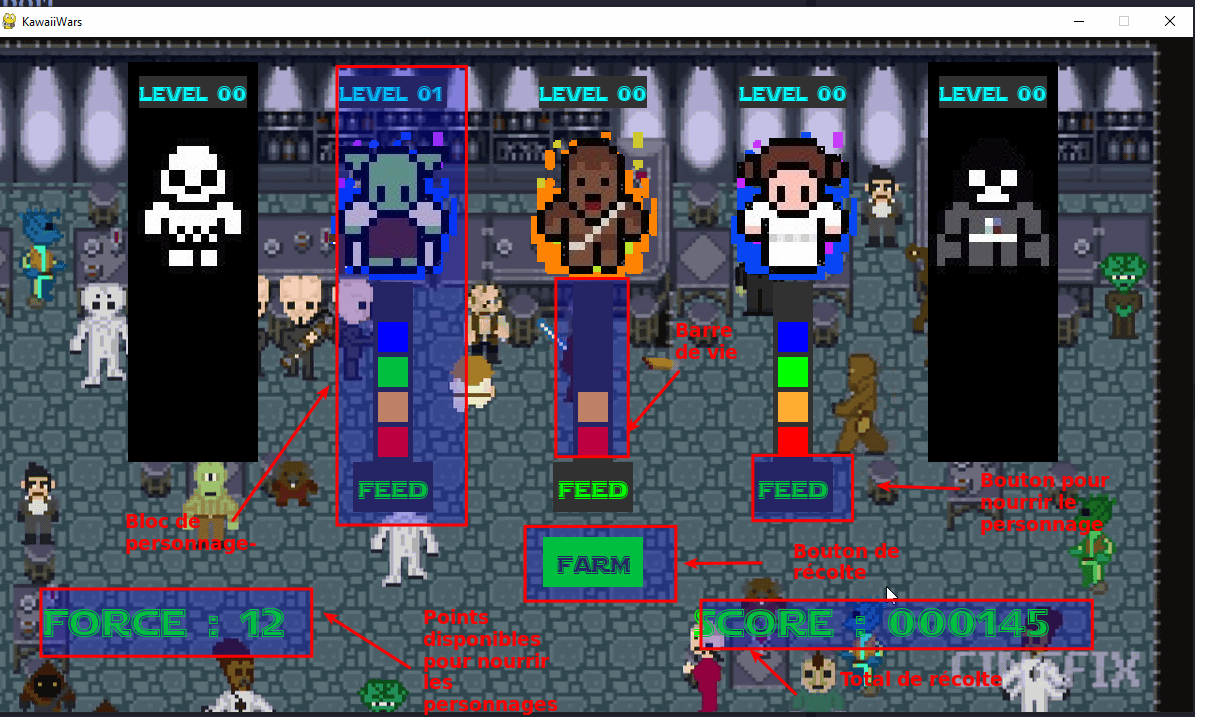 KawaiiWars
LEVEL 00
LEVEL 01
LEVEL 00
LEVEL 00
LEVEL 00
Barre
de vie
FEED
FEED
FEED
Bouton pour
nourrir le
personnage
Bloc de
personnage-
FARM
Bouton de
récolte
FORCE : 12
Points
disponibles
pour nourrir
les
personnages
SCORE : 000145
Total de récolte